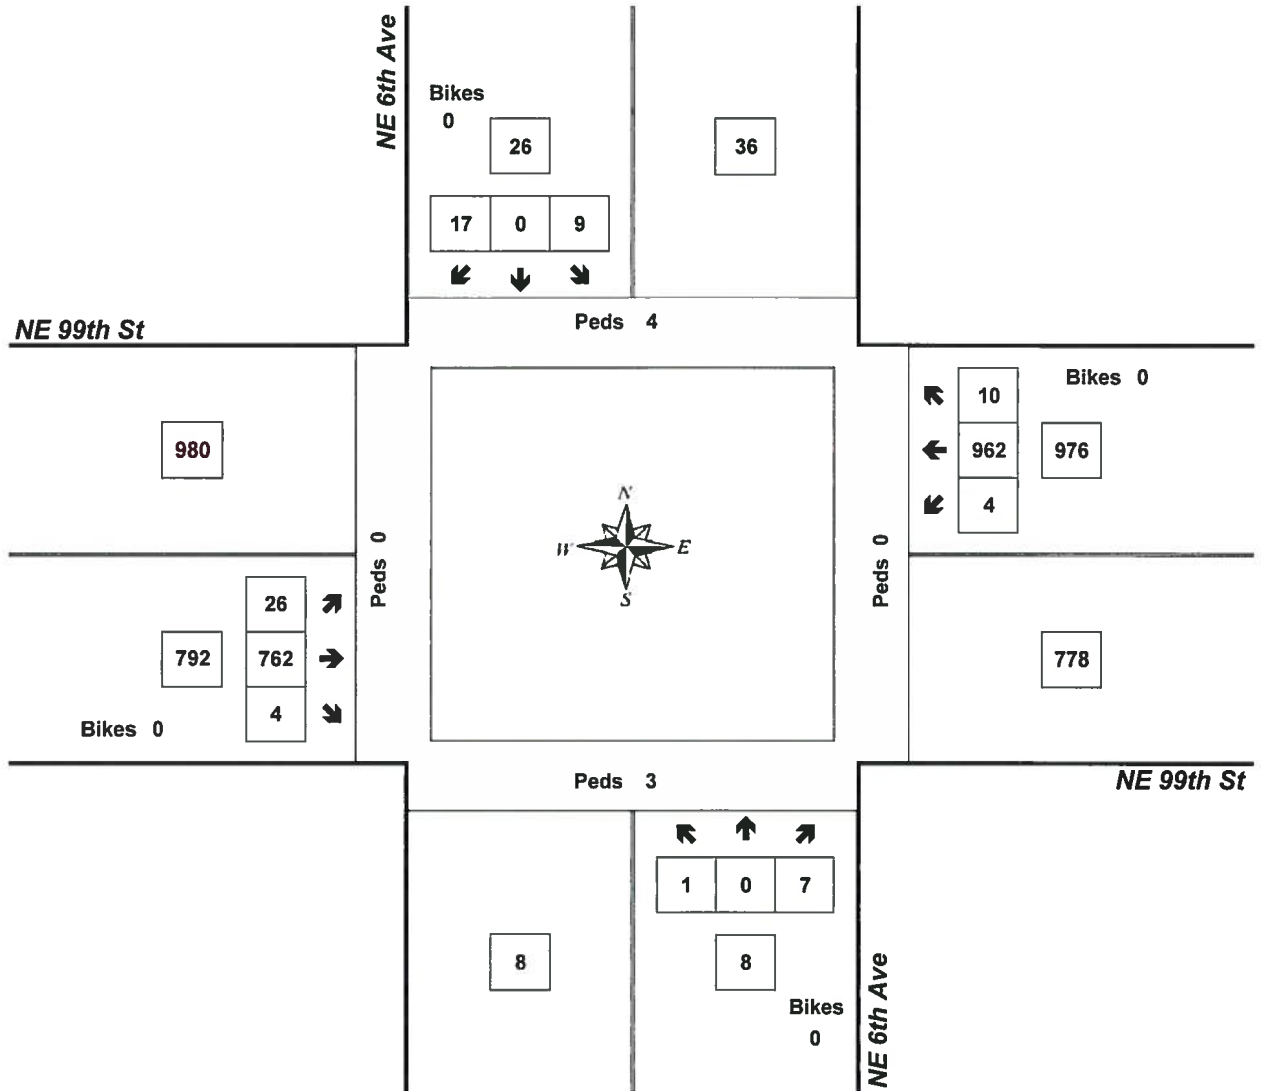 NE 6th Ave
Bikes
0
26
36
17 0 9
Peds 4
NE 99th St
Bikes 0
10
980
962 976
4
N
W E
S
Peds 0
Peds 0
26
792 762
4
778
Bikes 0
Peds 3
NE 99th St
1 0 7
8
8
Bikes
0
NE 6th Ave